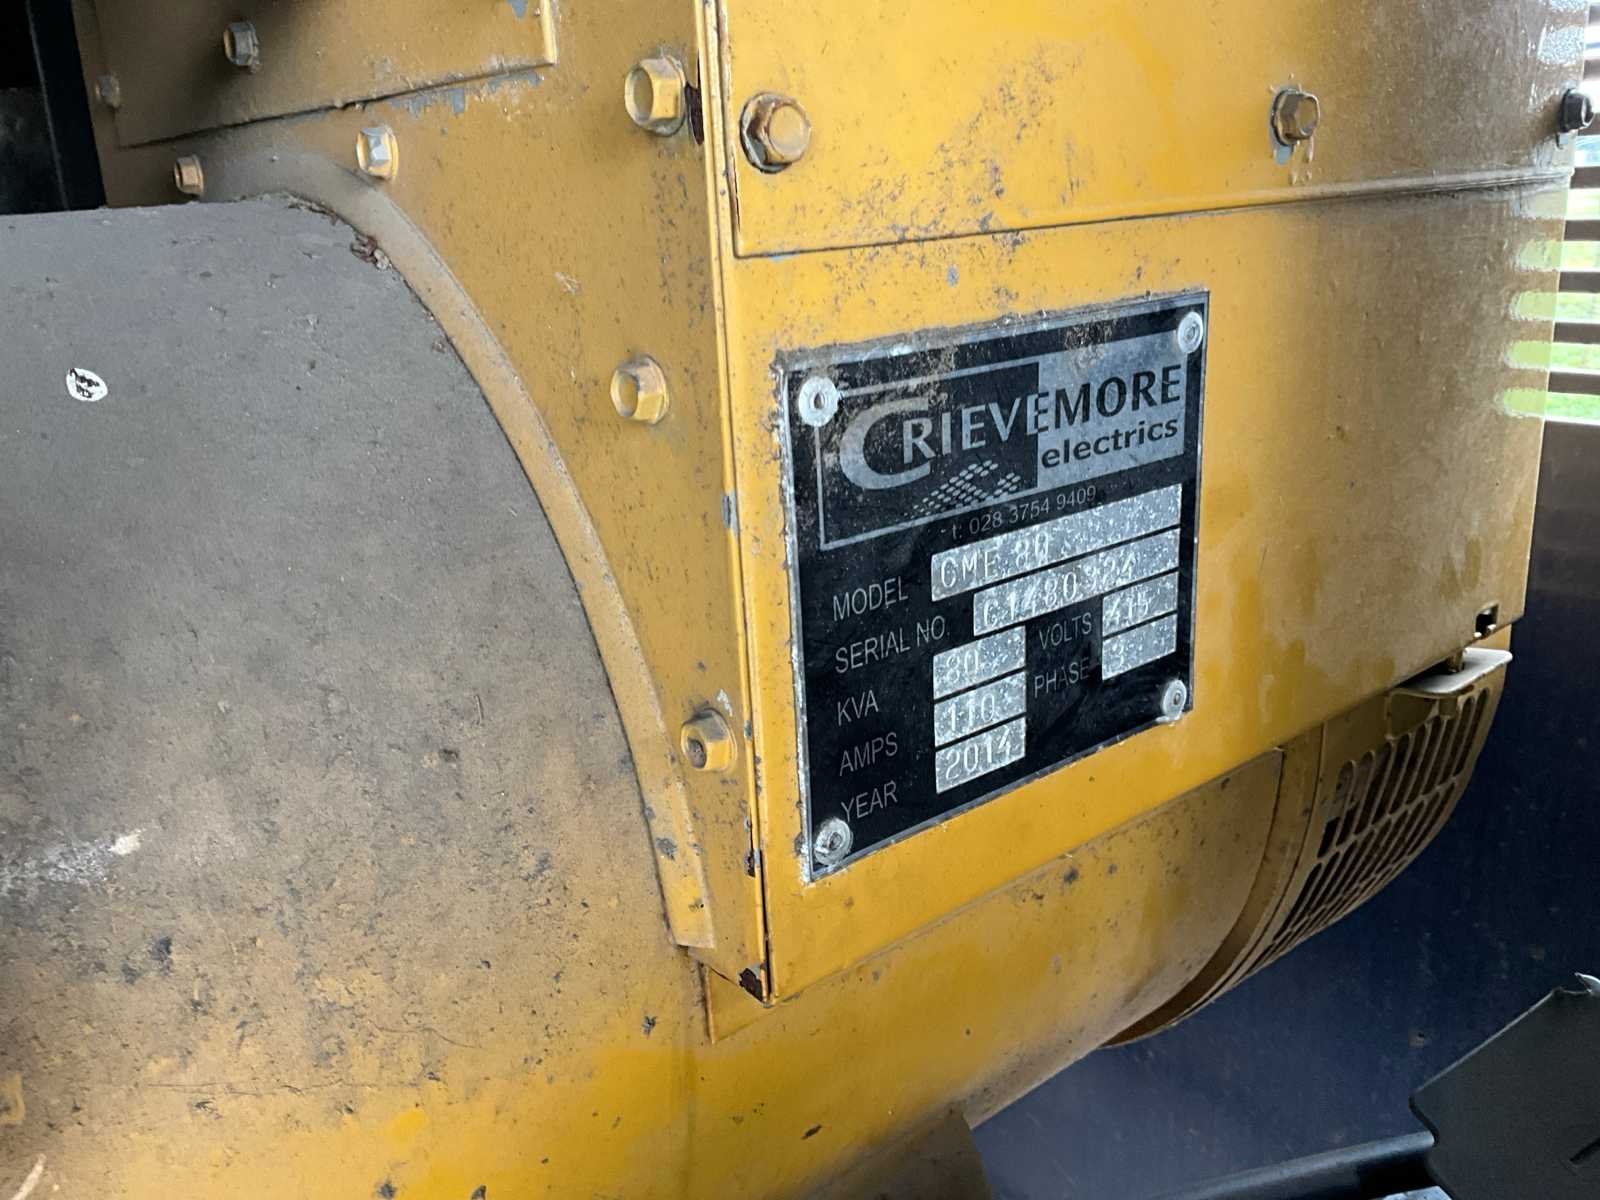 CRIEVEMORE
electrics
t. 028 3754 9409
MODEL CME 80
SERIAL NO. C1480924
KVA 80 VOLTS 415
AMPS 110 PHASE 3
YEAR 2014